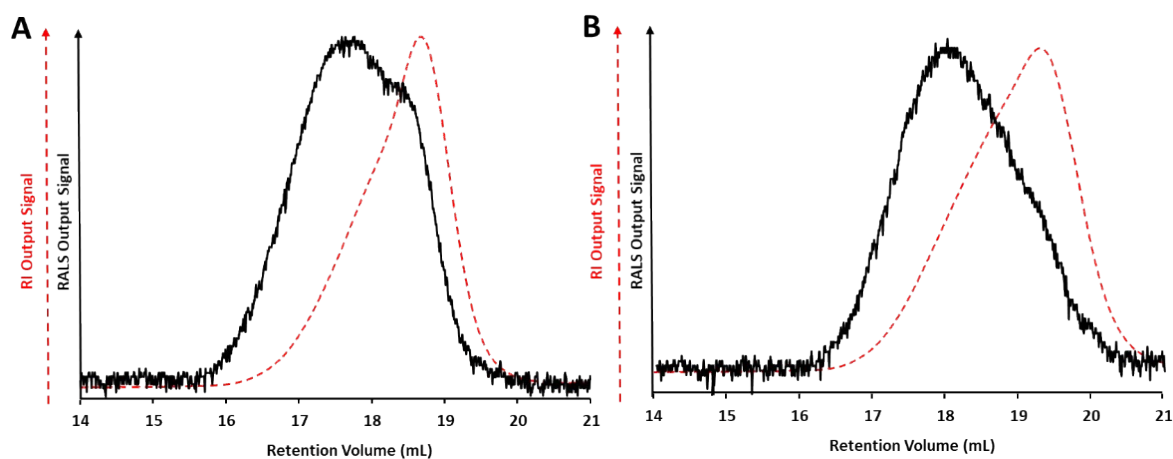 A
RI Output Signal
RALS Output Signal
14 15 16 17 18 19 20 21
Retention Volume (mL)
B
RI Output Signal
RALS Output Signal
14 15 16 17 18 19 20 21
Retention Volume (mL)